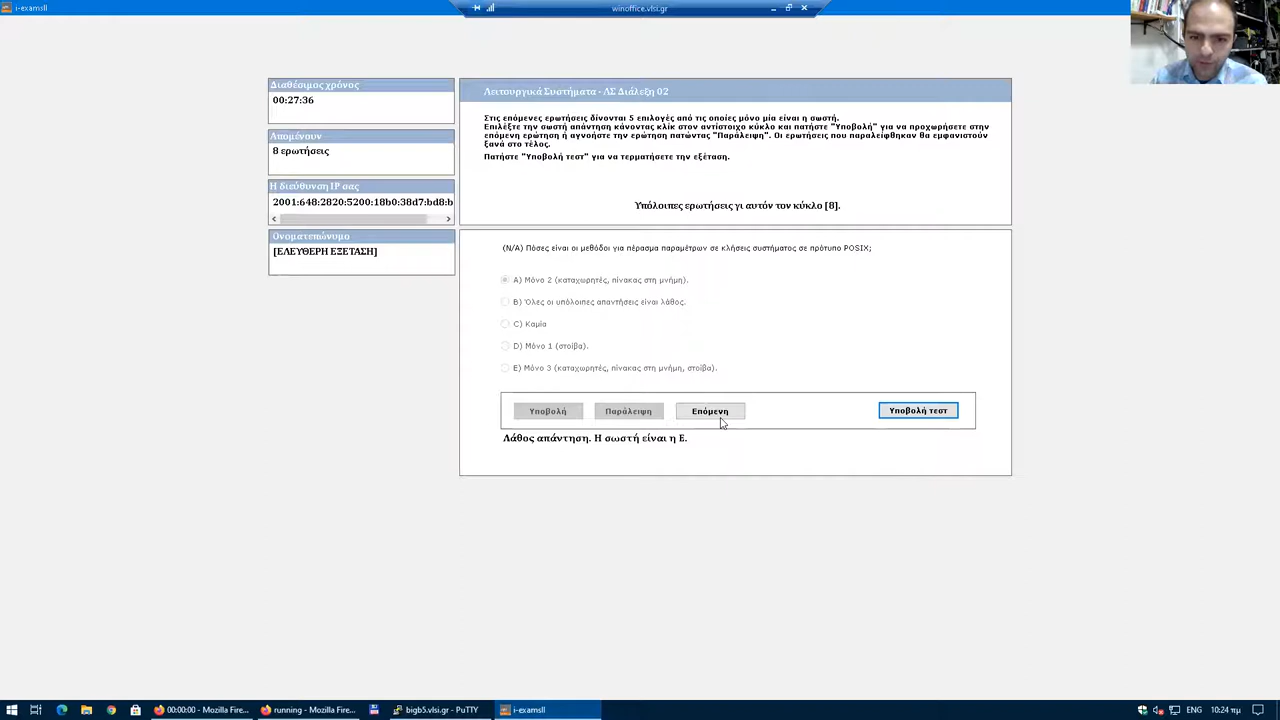 i-examsll
winoffice.vlsi.gr
Διαθέσιμος χρόνος
00:27:36
Απομένουν
8 ερωτήσεις
Η διεύθυνση IP σας
2001:648:2820:5200:18b0:38d7:bd8:b
Ονοματεπώνυμο
[ΕΛΕΥΘΕΡΗ ΕΞΕΤΑΣΗ]
Λειτουργικά Συστήματα - ΛΣ Διάλεξη 02
Στις επόμενες ερωτήσεις δίνονται 5 επιλογές από τις οποίες μόνο μία είναι η σωστή.
Επιλέξτε την σωστή απάντηση κάνοντας κλίκ στον αντίστοιχο κύκλο και πατήστε "Υποβολή" για να προχωρήσετε στην
επόμενη ερώτηση ή αγνοήστε την ερώτηση πατώντας "Παράλειψη". Οι ερωτήσεις που παραλείφθηκαν θα εμφανιστούν
ξανά στο τέλος.
Πατήστε "Υποβολή τεστ" για να τερματήσετε την εξέταση.
Υπόλοιπες ερωτήσεις γι αυτόν τον κύκλο [8].
(N/A) Πόσες είναι οι μεθόδοι για πέρασμα παραμέτρων σε κλήσεις συστήματος σε πρότυπο POSIX;
A) Μόνο 2 (καταχωρητές, πίνακας στη μνήμη).
B) Όλες οι υπόλοιπες απαντήσεις είναι λάθος.
C) Καμία
D) Μόνο 1 (στοίβα).
E) Μόνο 3 (καταχωρητές, πίνακας στη μνήμη, στοίβα).
Υποβολή Παράλειψη Επόμενη Υποβολή τεστ
Λάθος απάντηση. Η σωστή είναι η E.
00:00:00 - Mozilla Fire... running - Mozilla Fire... bigb5.vlsi.gr - PuTTY i-examsll ENG 10:24 πμ